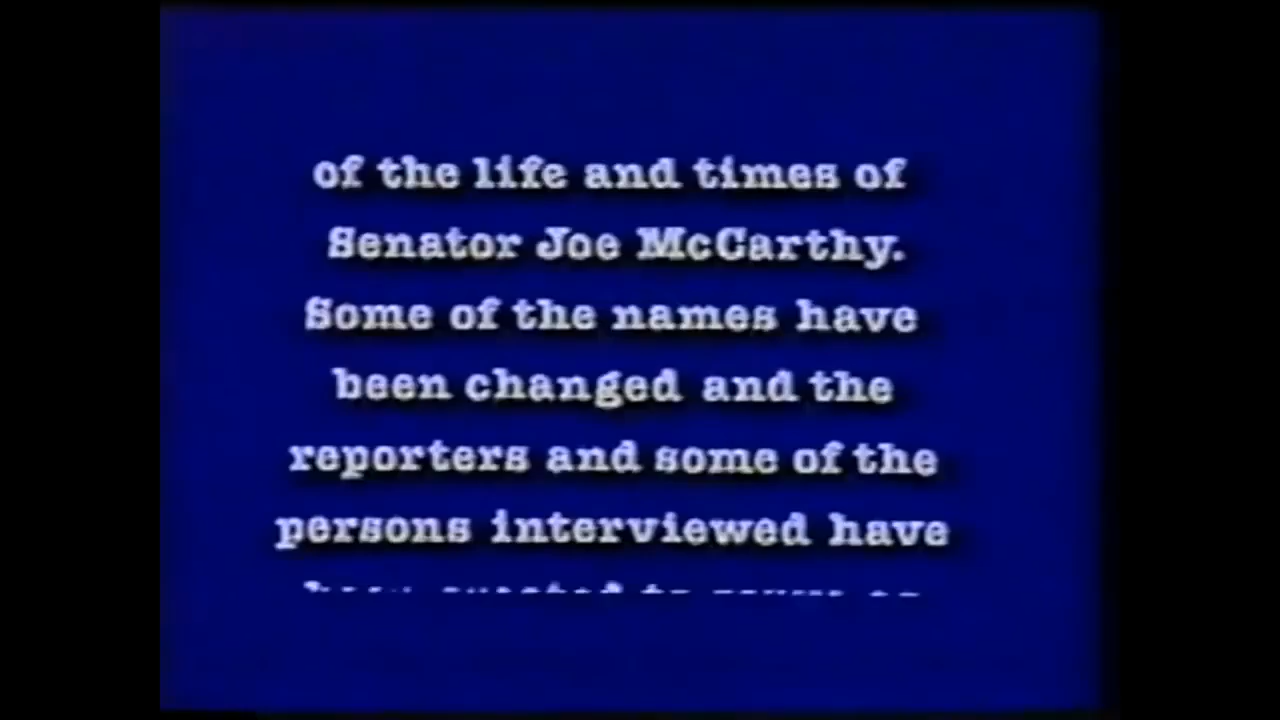 of the life and times of
Senator Joe McCarthy.
Some of the names have
been changed and the
reporters and some of the
persons interviewed have